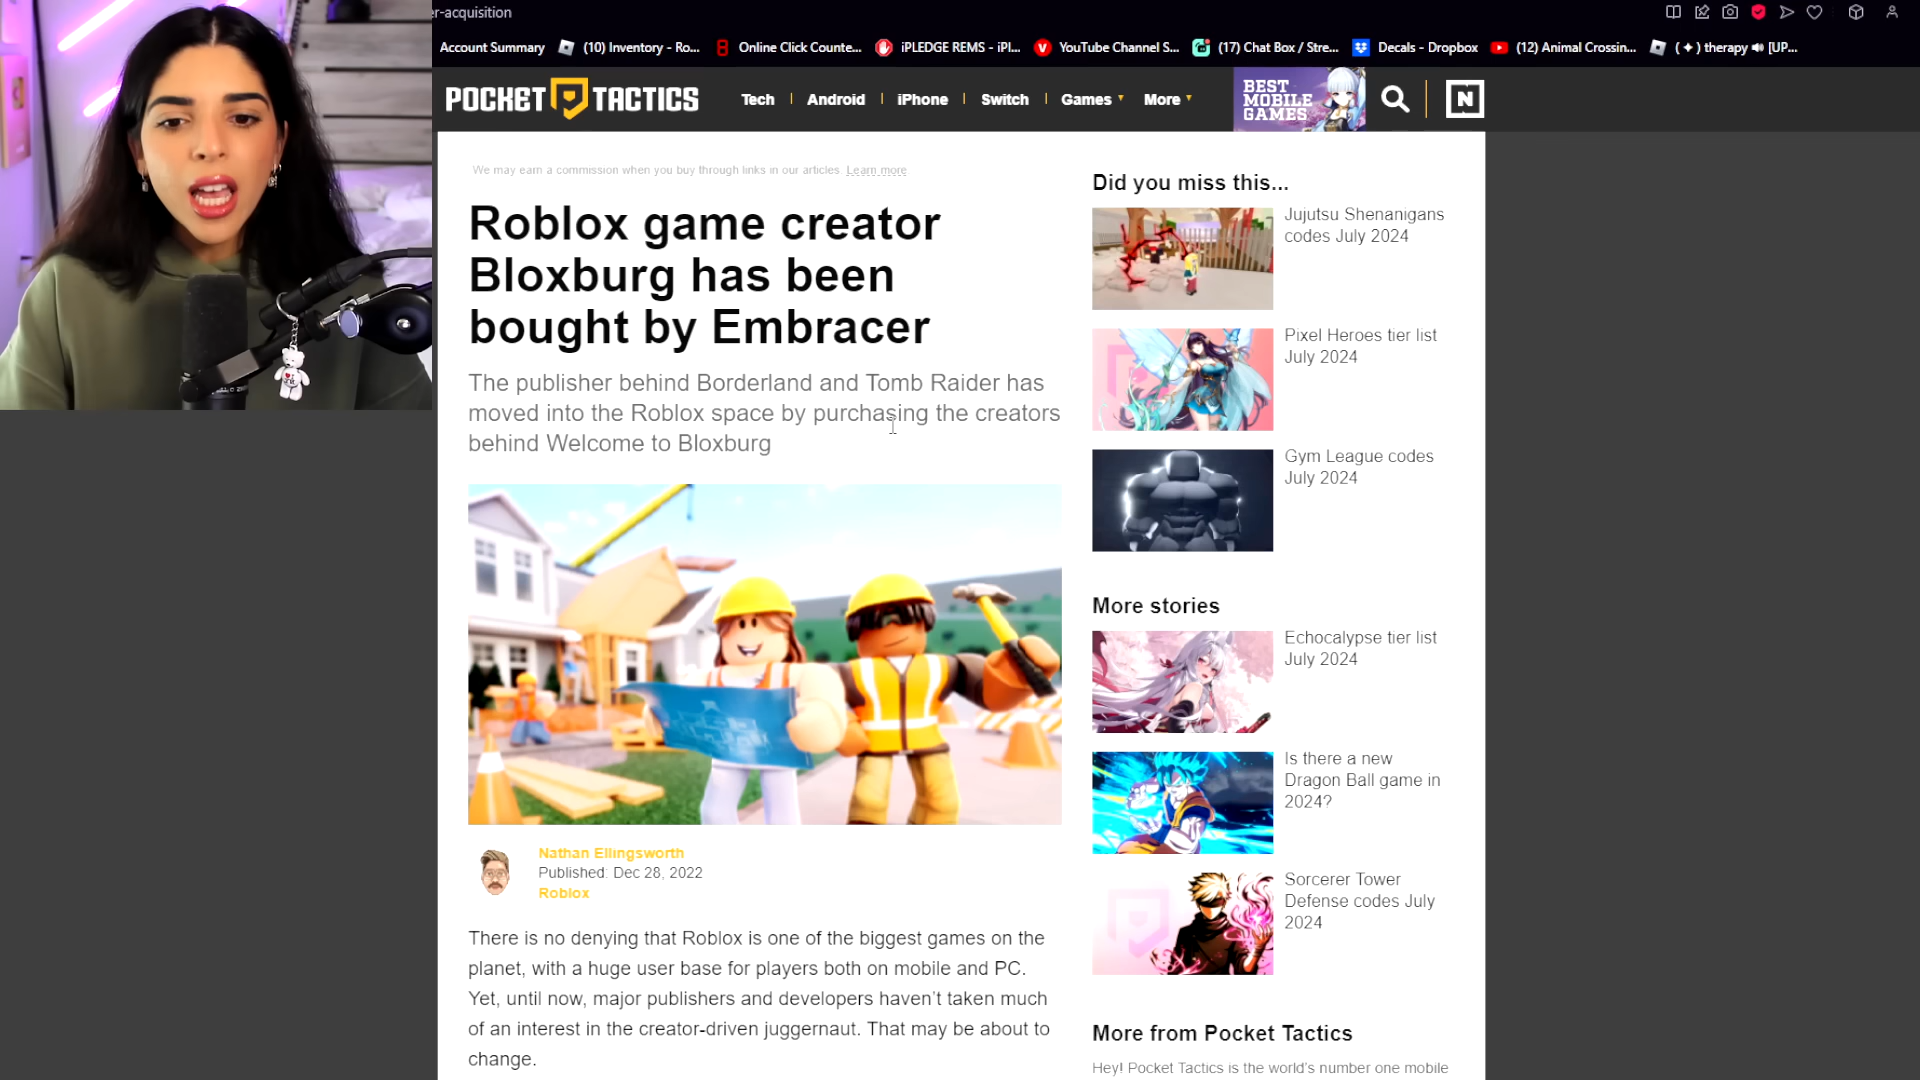 er-acquisition
Account Summary (10) Inventory - Ro... Online Click Counte... iPLEDGE REMS - iPl... YouTube Channel S... (17) Chat Box / Stre... Decals - Dropbox (12) Animal Crossin... (✦) therapy 🔊 [UP...
POCKET P TACTICS Tech Android iPhone Switch Games More BEST MOBILE GAMES N
We may earn a commission when you buy through links in our articles. Learn more
Roblox game creator
Bloxburg has been
bought by Embracer
The publisher behind Borderland and Tomb Raider has
moved into the Roblox space by purchasing the creators
behind Welcome to Bloxburg
Nathan Ellingsworth
Published: Dec 28, 2022
Roblox
There is no denying that Roblox is one of the biggest games on the
planet, with a huge user base for players both on mobile and PC.
Yet, until now, major publishers and developers haven't taken much
of an interest in the creator-driven juggernaut. That may be about to
change.
Did you miss this...
Jujutsu Shenanigans
codes July 2024
Pixel Heroes tier list
July 2024
Gym League codes
July 2024
More stories
Echocalypse tier list
July 2024
Is there a new
Dragon Ball game in
2024?
Sorcerer Tower
Defense codes July
2024
More from Pocket Tactics
Hey! Pocket Tactics is the world's number one mobile